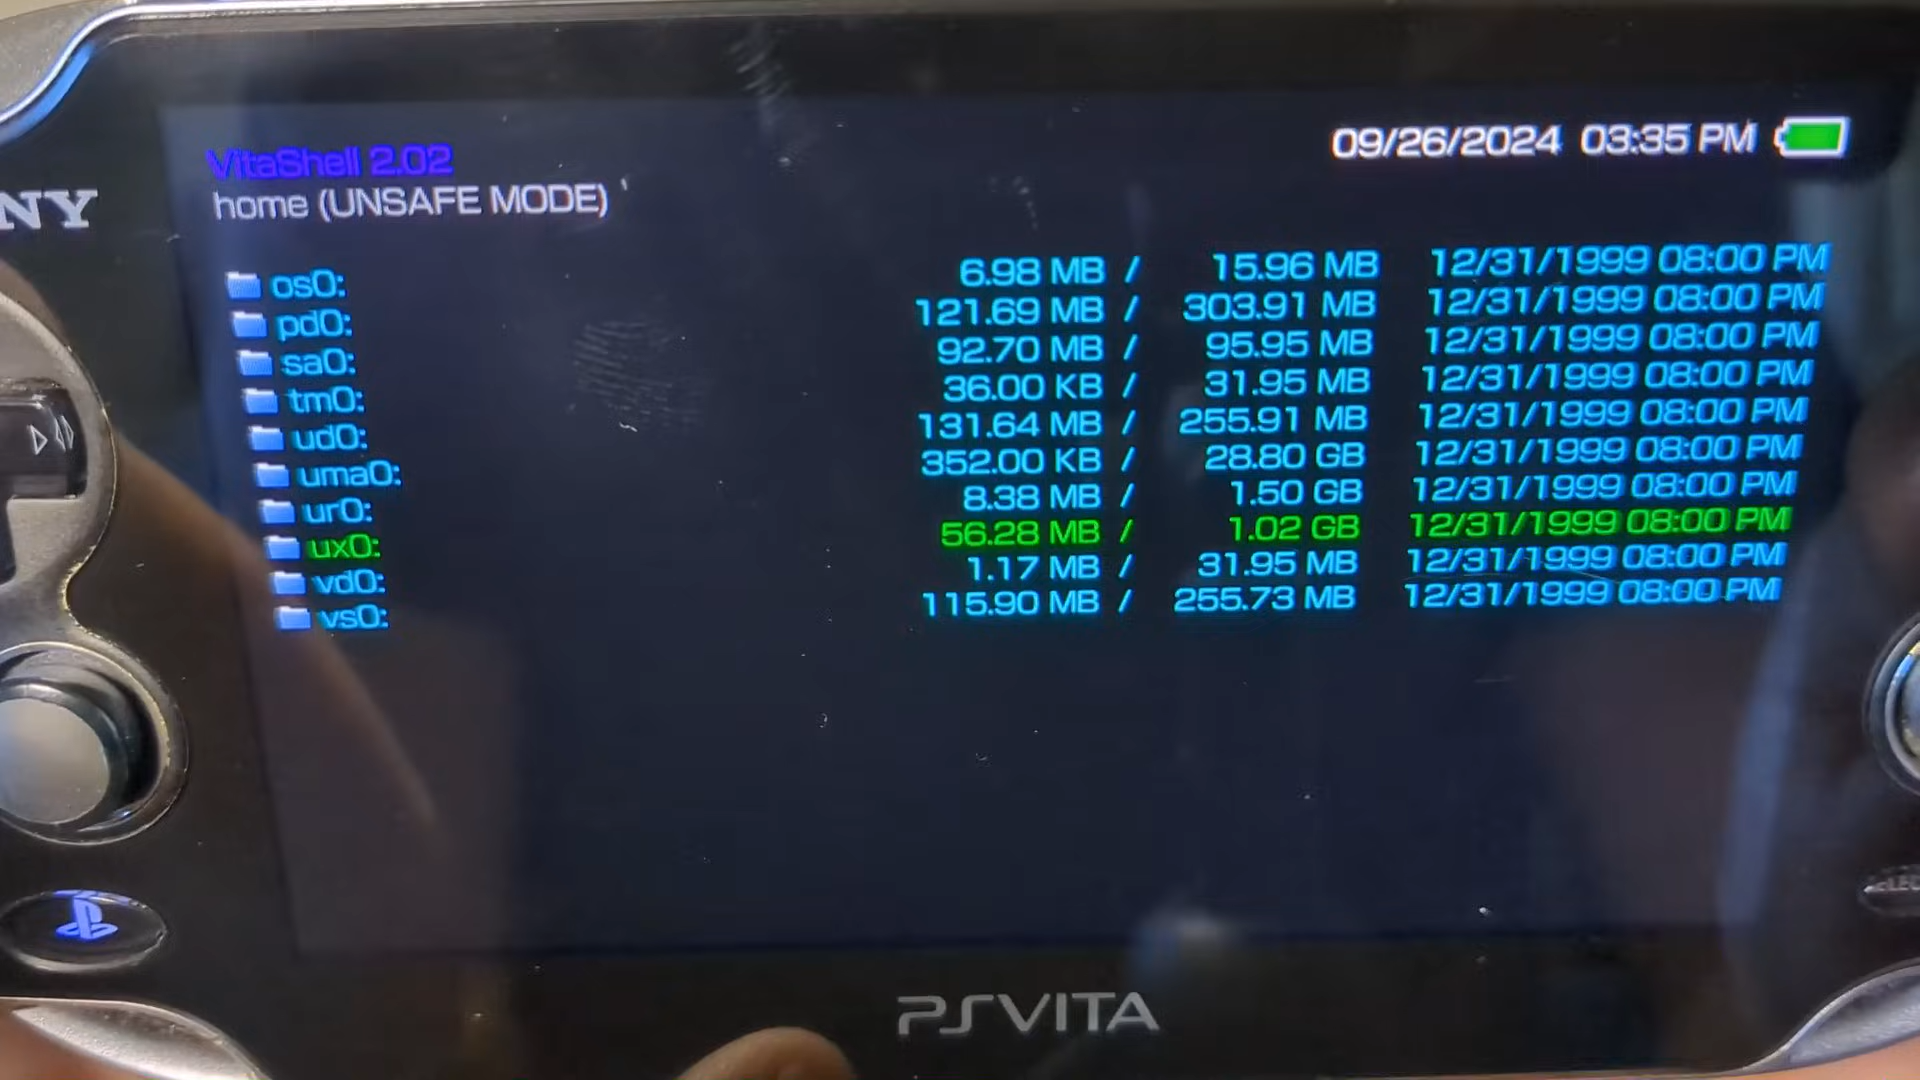 VitaShell 2.02
09/26/2024 03:35 PM
home (UNSAFE MODE)
NY
os0: 6.98 MB / 15.96 MB 12/31/1999 08:00 PM
pd0: 121.69 MB / 303.91 MB 12/31/1999 08:00 PM
sa0: 92.70 MB / 95.95 MB 12/31/1999 08:00 PM
tm0: 36.00 KB / 31.95 MB 12/31/1999 08:00 PM
ud0: 131.64 MB / 255.91 MB 12/31/1999 08:00 PM
uma0: 352.00 KB / 28.80 GB 12/31/1999 08:00 PM
ur0: 8.38 MB / 1.50 GB 12/31/1999 08:00 PM
ux0: 56.28 MB / 1.02 GB 12/31/1999 08:00 PM
vd0: 1.17 MB / 31.95 MB 12/31/1999 08:00 PM
vs0: 115.90 MB / 255.73 MB 12/31/1999 08:00 PM
PSVITA